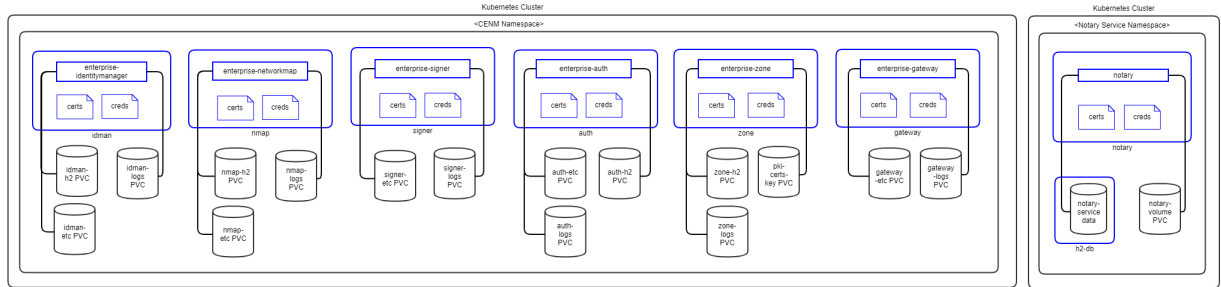 Kubernetes Cluster
<CENM Namespace>
enterprise-
identitymanager
certs
creds
idman
idman-
h2 PVC
idman-
logs
PVC
idman-
etc PVC
enterprise-networkmap
certs
creds
nmap
nmap-h2
PVC
nmap-
logs
PVC
nmap-
etc PVC
enterprise-signer
certs
creds
signer
signer-
etc PVC
signer-
logs
PVC
enterprise-auth
certs
creds
auth
auth-etc
PVC
auth-h2
PVC
auth-
logs
PVC
enterprise-zone
certs
creds
zone
zone-h2
PVC
pki-
certs-
key PVC
zone-
logs
PVC
enterprise-gateway
certs
creds
gateway
gateway
-etc PVC
gateway
-logs
PVC
Kubernetes Cluster
<Notary Service Namespace>
notary
certs
creds
notary
notary-
service
data
h2-db
notary-
volume
PVC